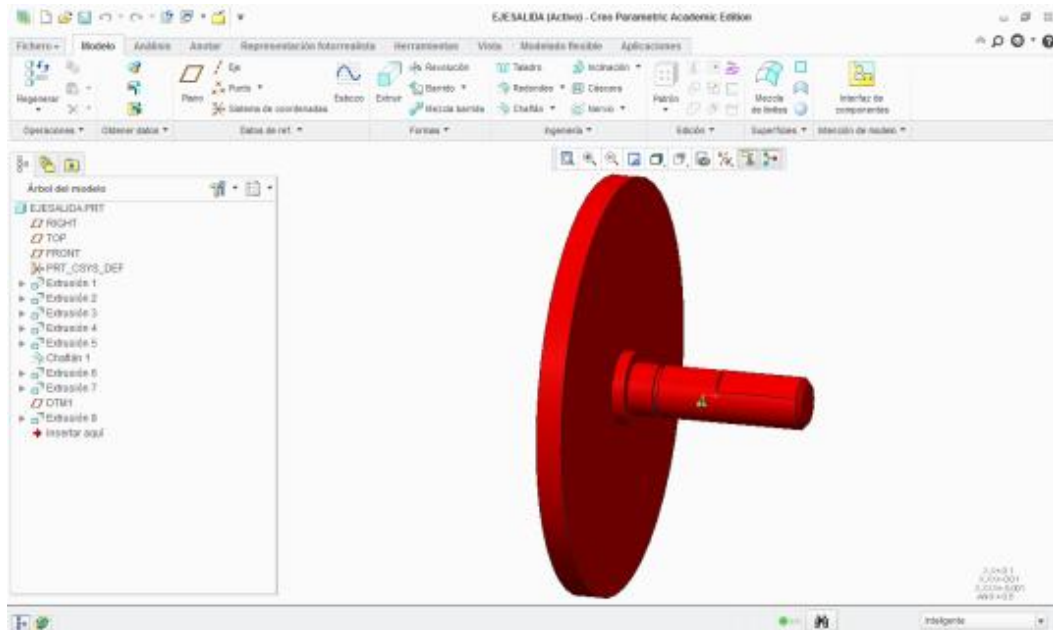 EJESALIDA (Activo) - Creo Parametric Academic Edition
Fichero Modelo Análisis Anotar Representación fotorrealista Herramientas Vista Modelado flexible Aplicaciones
Regenerar
Plano
Eje
Punto
Sistema de coordenadas
Esbozo
Extruir
Revolución
Barrido
Mezcla barrida
Taladro
Redondeo
Chaflán
Inclinación
Cáscara
Nervio
Patrón
Mezcla de límites
Interfaz de componentes
Operaciones Obtener datos Datos de ref. Formas Ingeniería Edición Superficies Intención de modelo
Árbol del modelo
EJESALIDA.PRT
RIGHT
TOP
FRONT
PRT_CSYS_DEF
Extrusión 1
Extrusión 2
Extrusión 3
Extrusión 4
Extrusión 5
Chaflán 1
Extrusión 6
Extrusión 7
DTM1
Extrusión 8
Insertar aquí
Inteligente